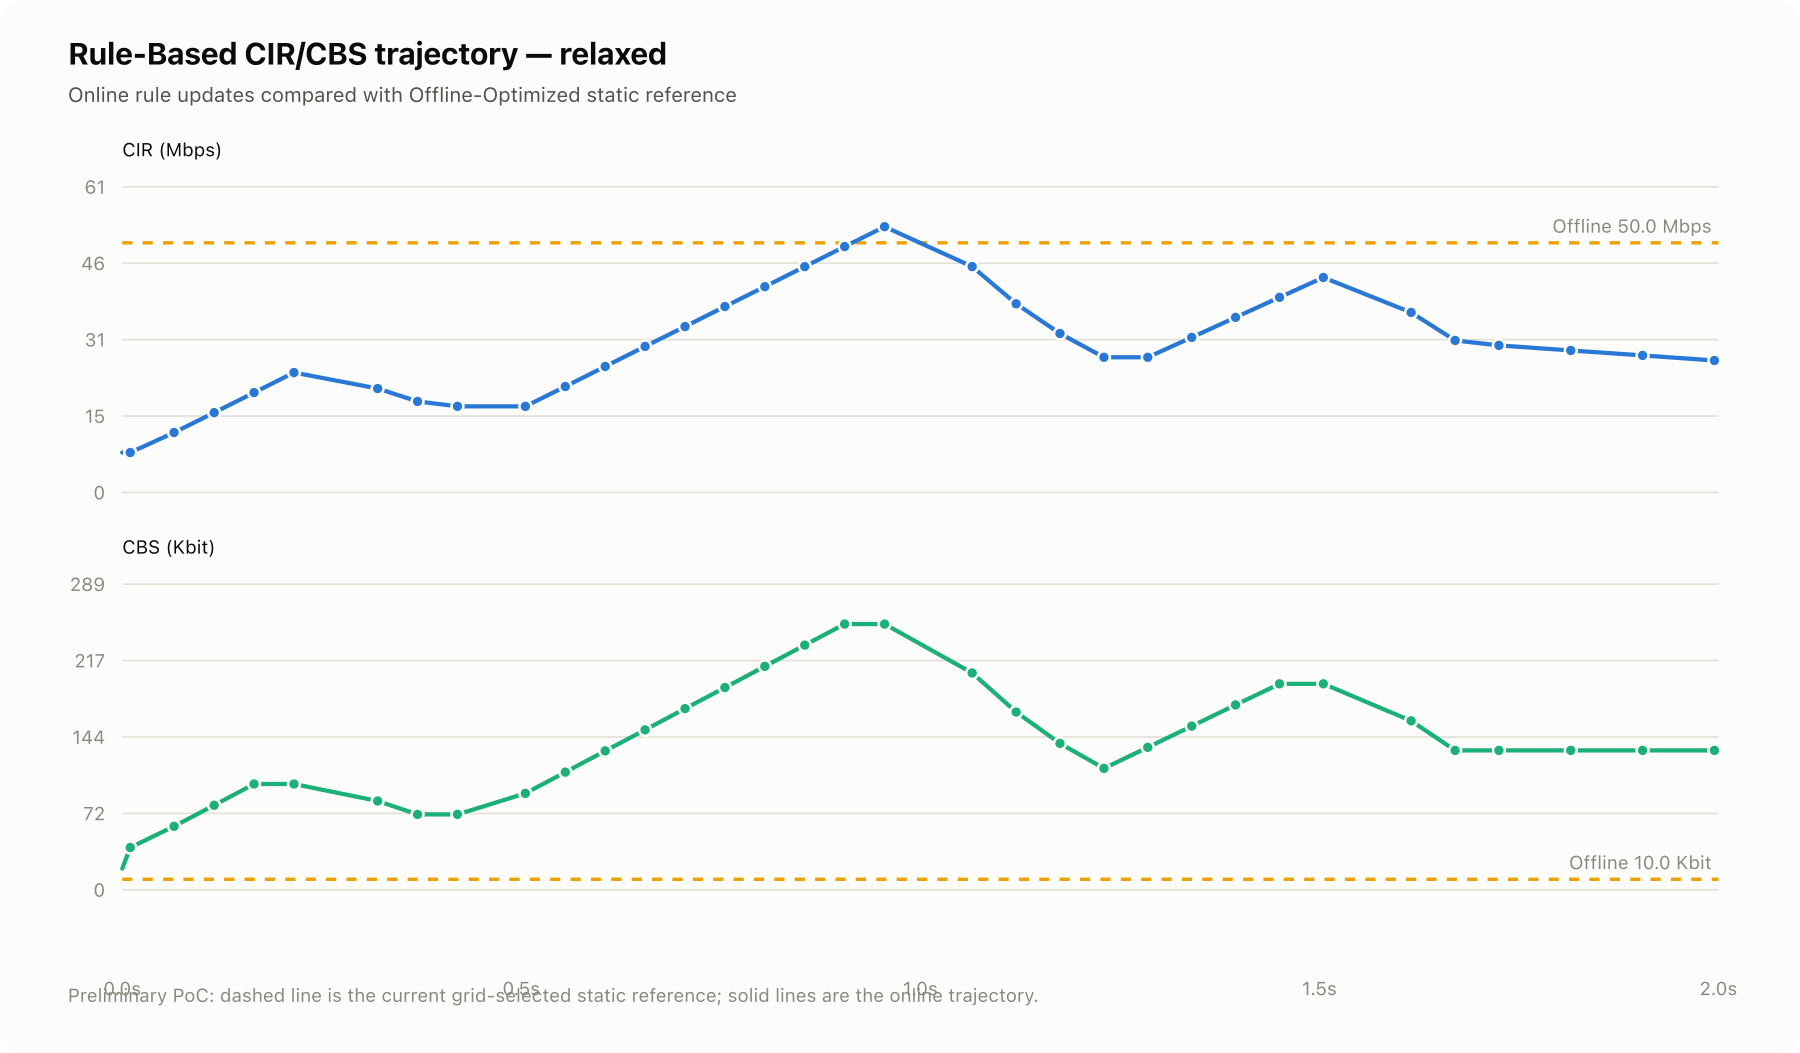 Rule-Based CIR/CBS trajectory — relaxed
Online rule updates compared with Offline-Optimized static reference
CIR (Mbps)
61
Offline 50.0 Mbps
46
31
15
0
CBS (Kbit)
289
217
144
72
Offline 10.0 Kbit
0
0.0s 0.5s 1.0s 1.5s 2.0s
Preliminary PoC: dashed line is the current grid-selected static reference; solid lines are the online trajectory.